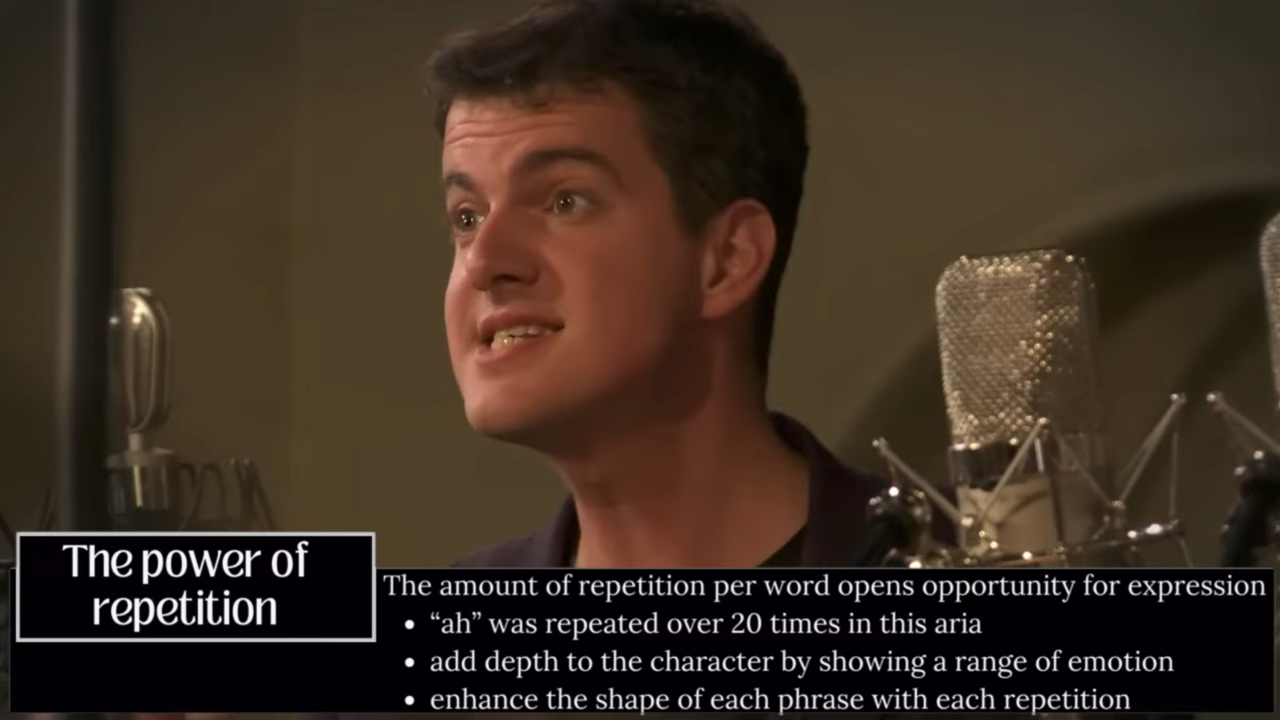 The power of
repetition
The amount of repetition per word opens opportunity for expression
• “ah” was repeated over 20 times in this aria
• add depth to the character by showing a range of emotion
• enhance the shape of each phrase with each repetition